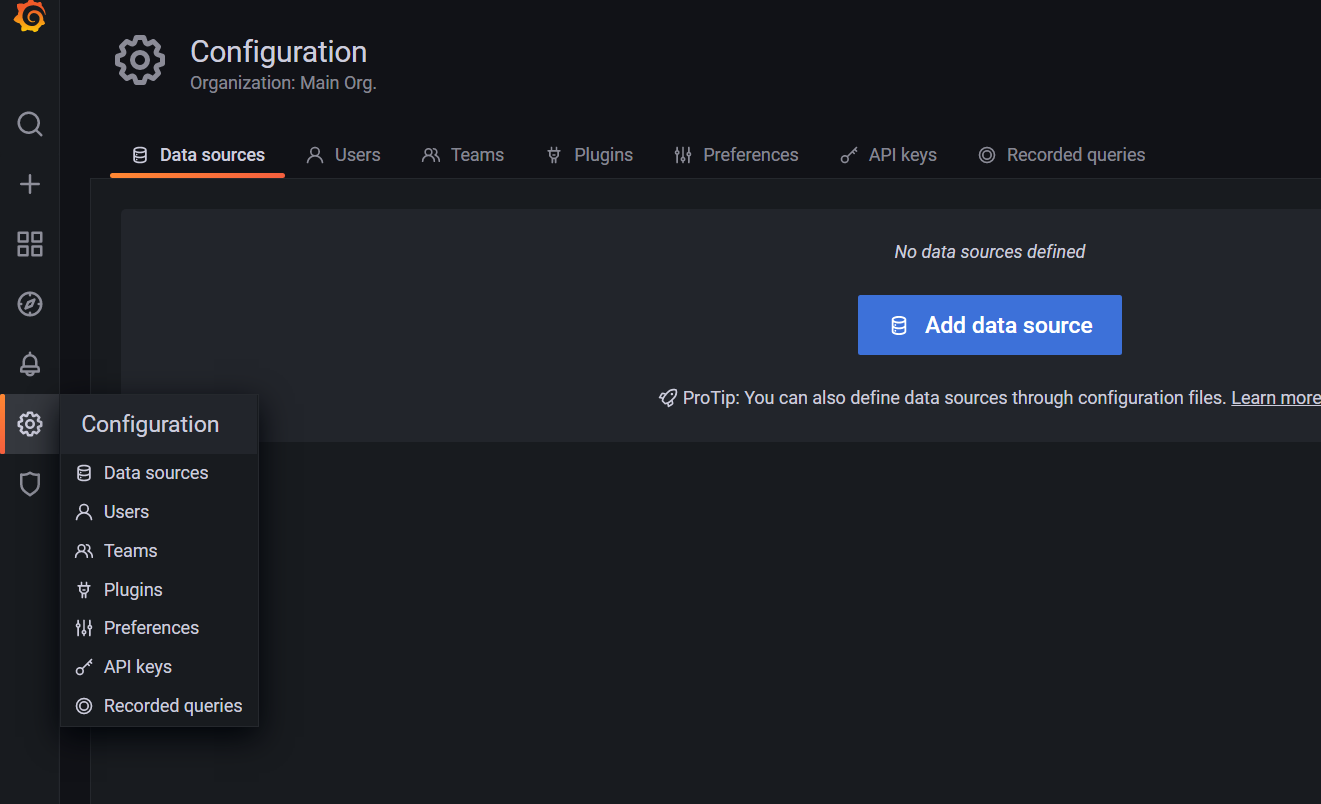 Configuration
Organization: Main Org.
Data sources Users Teams Plugins Preferences API keys Recorded queries
No data sources defined
Add data source
ProTip: You can also define data sources through configuration files. Learn more
Configuration
Data sources
Users
Teams
Plugins
Preferences
API keys
Recorded queries